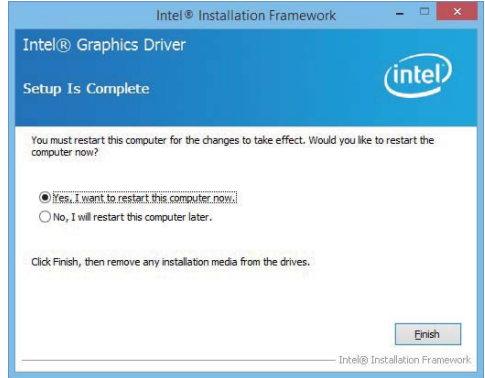 Intel® Installation Framework
Intel® Graphics Driver
Setup Is Complete
intel
You must restart this computer for the changes to take effect. Would you like to restart the
computer now?
Yes, I want to restart this computer now.
No, I will restart this computer later.
Click Finish, then remove any installation media from the drives.
Finish
Intel® Installation Framework